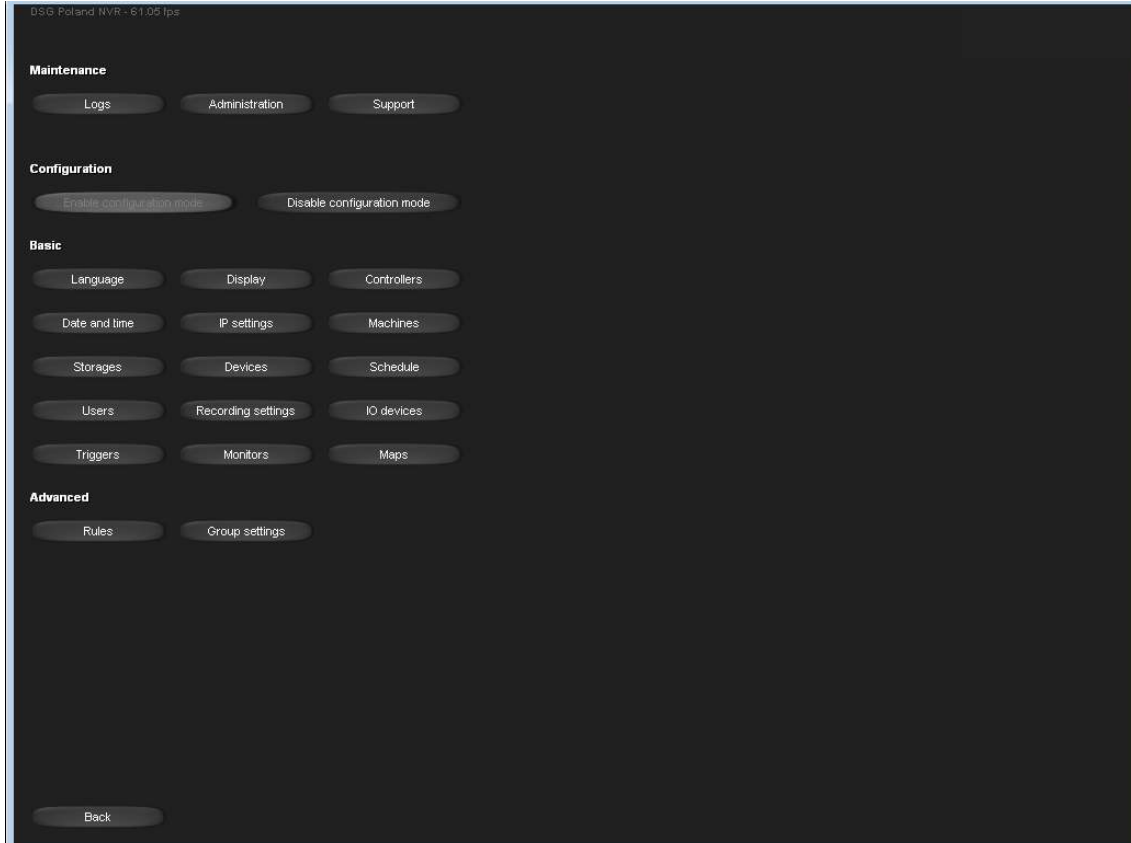 DSG Poland NVR - 61.05 fps
Maintenance
Logs Administration Support
Configuration
Enable configuration mode Disable configuration mode
Basic
Language Display Controllers
Date and time IP settings Machines
Storages Devices Schedule
Users Recording settings IO devices
Triggers Monitors Maps
Advanced
Rules Group settings
Back